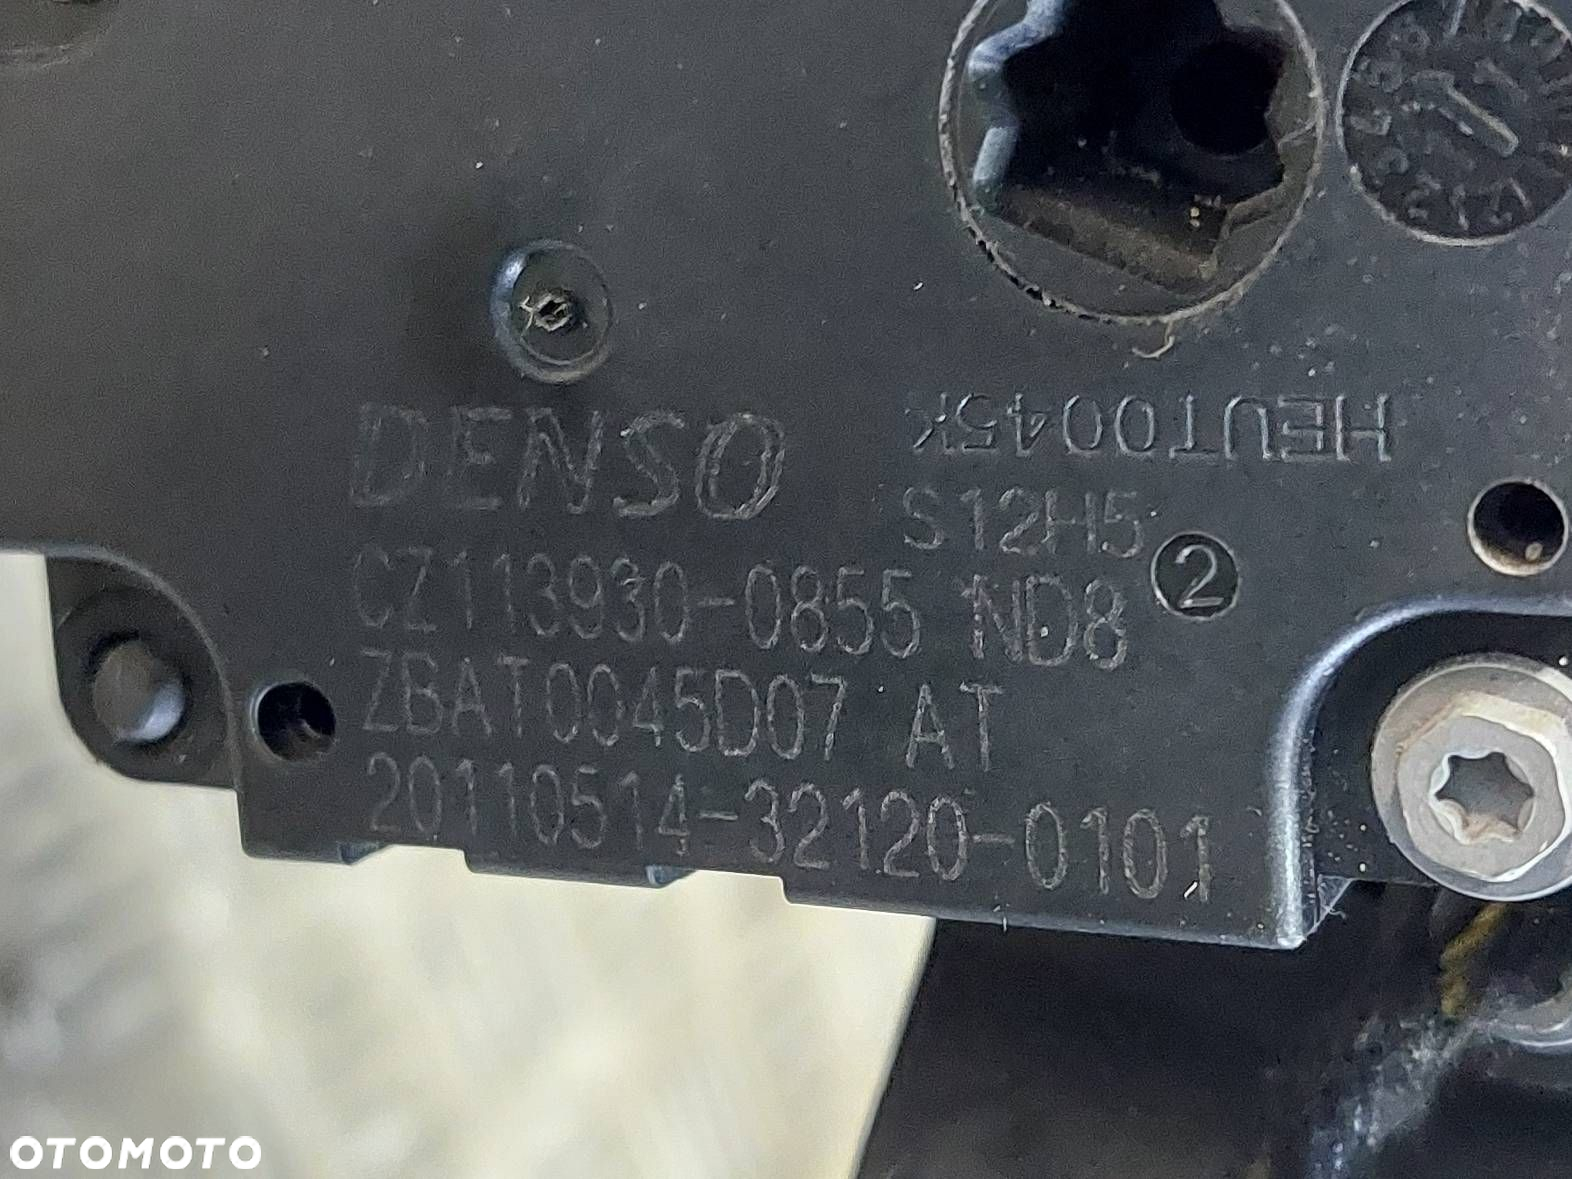 HEUT0045K
DENSO
S12H5
CZ113930-0855 ND8 2
ZBAT0045D07 AT
20110514-32120-0101
OTOMOTO